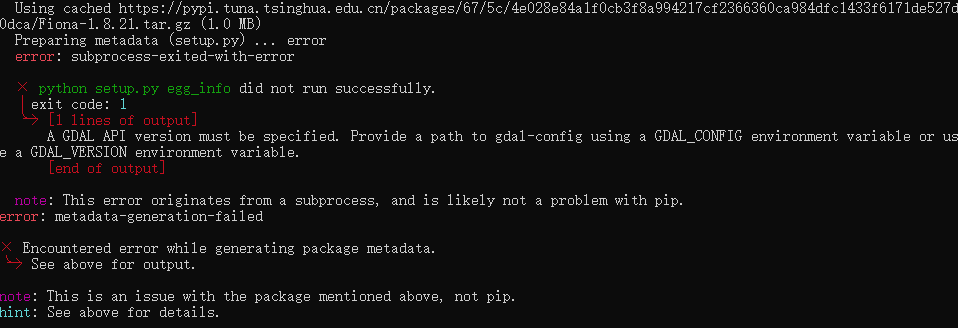 Using cached https://pypi.tuna.tsinghua.edu.cn/packages/67/5c/4e028e84a1f0cb3f8a994217cf2366360ca984dfc1433f6171de527d
0dca/Fiona-1.8.21.tar.gz (1.0 MB)
Preparing metadata (setup.py) ... error
error: subprocess-exited-with-error
× python setup.py egg_info did not run successfully.
│ exit code: 1
╰─> [1 lines of output]
A GDAL API version must be specified. Provide a path to gdal-config using a GDAL_CONFIG environment variable or us
e a GDAL_VERSION environment variable.
[end of output]
note: This error originates from a subprocess, and is likely not a problem with pip.
error: metadata-generation-failed
× Encountered error while generating package metadata.
╰─> See above for output.
note: This is an issue with the package mentioned above, not pip.
hint: See above for details.